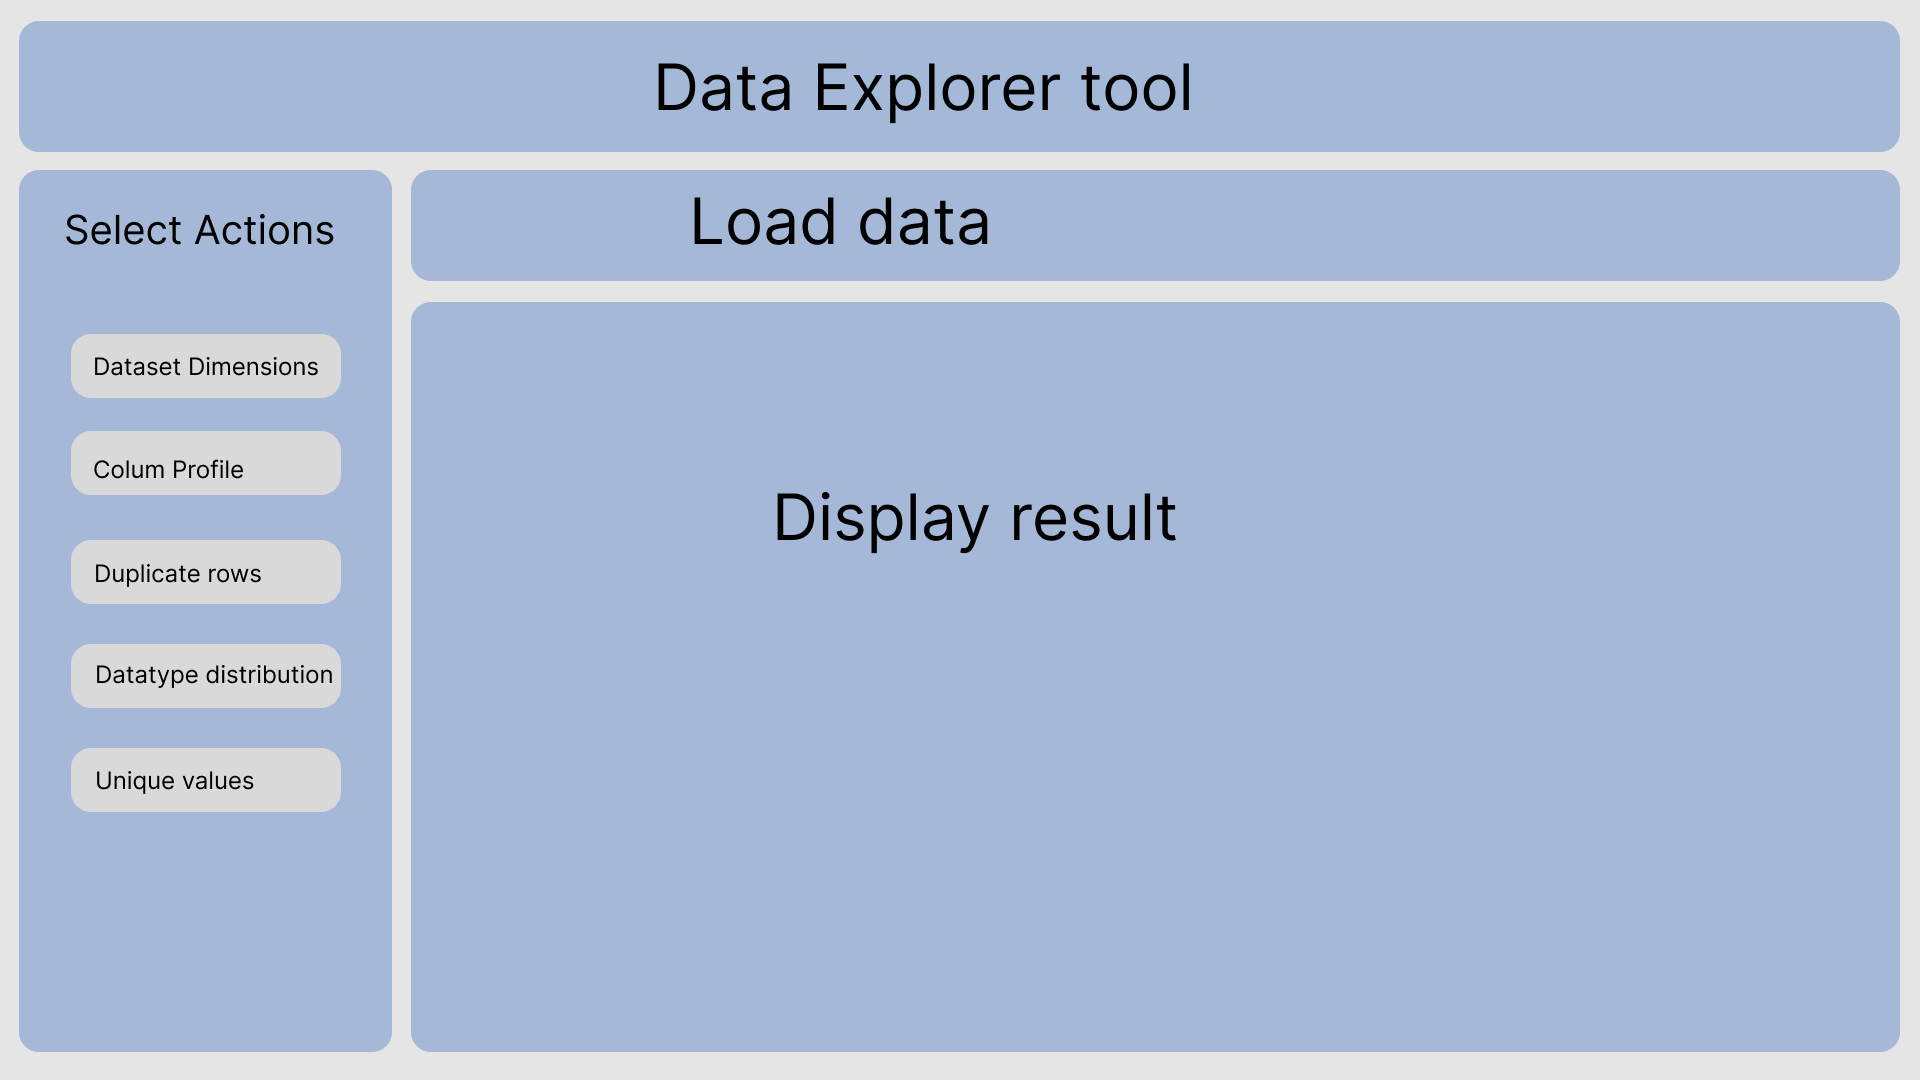 Data Explorer tool
Select Actions
Load data
Dataset Dimensions
Colum Profile
Duplicate rows
Datatype distribution
Unique values
Display result